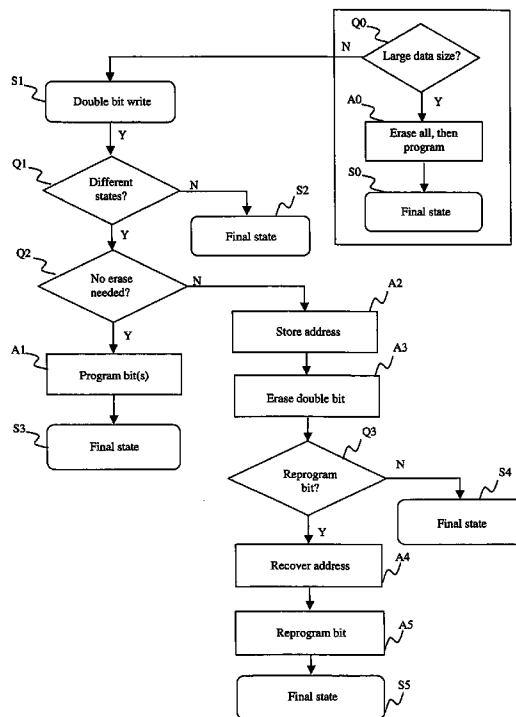 Q0
N
Large data size?
S1
Y
Double bit write
A0
Erase all, then
program
Y
S0
Q1
Different
states?
N
S2
Final state
Final state
Y
Q2
No erase
needed?
N
A2
Store address
Y
A1
A3
Program bit(s)
Erase double bit
S3
Q3
Final state
Reprogram
bit?
N
S4
Final state
Y
Recover address
A4
Reprogram bit
A5
Final state
S5